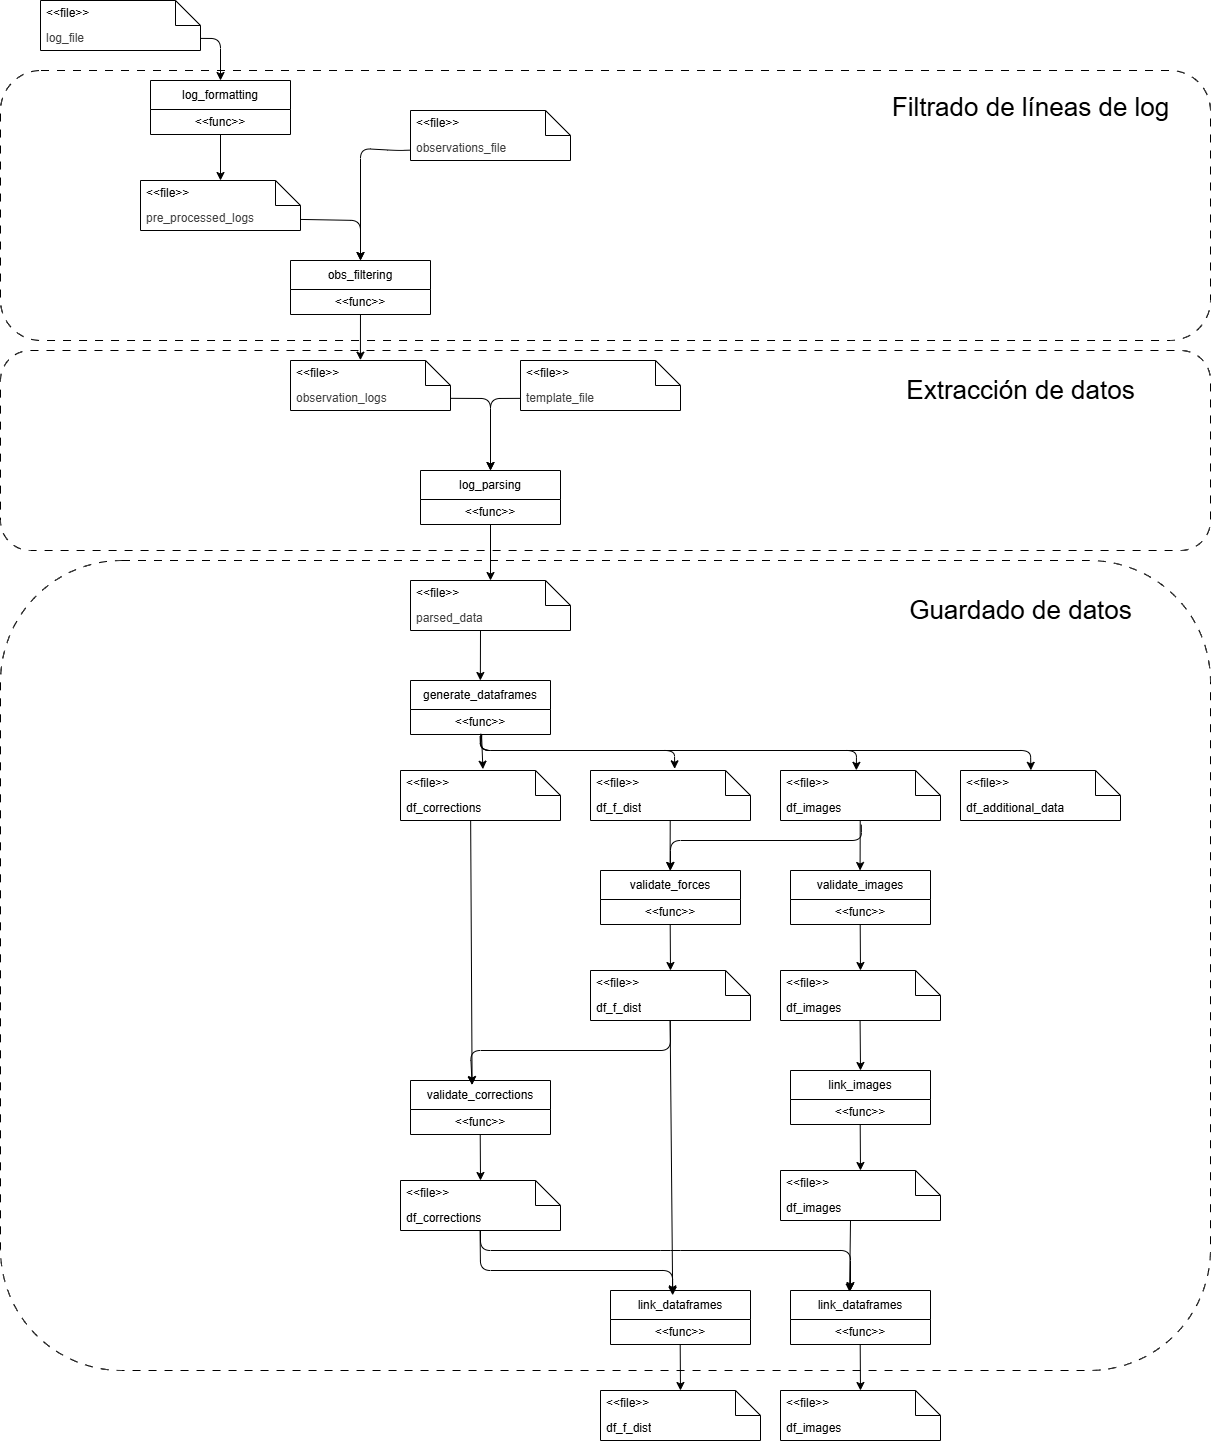 <<file>>
log_file
log_formatting
<<func>>
Filtrado de líneas de log
<<file>>
observations_file
<<file>>
pre_processed_logs
obs_filtering
<<func>>
<<file>>
observation_logs
<<file>>
template_file
Extracción de datos
log_parsing
<<func>>
<<file>>
parsed_data
Guardado de datos
generate_dataframes
<<func>>
<<file>>
df_corrections
<<file>>
df_f_dist
<<file>>
df_images
<<file>>
df_additional_data
validate_forces
<<func>>
validate_images
<<func>>
<<file>>
df_f_dist
<<file>>
df_images
validate_corrections
<<func>>
link_images
<<func>>
<<file>>
df_corrections
<<file>>
df_images
link_dataframes
<<func>>
link_dataframes
<<func>>
<<file>>
df_f_dist
<<file>>
df_images